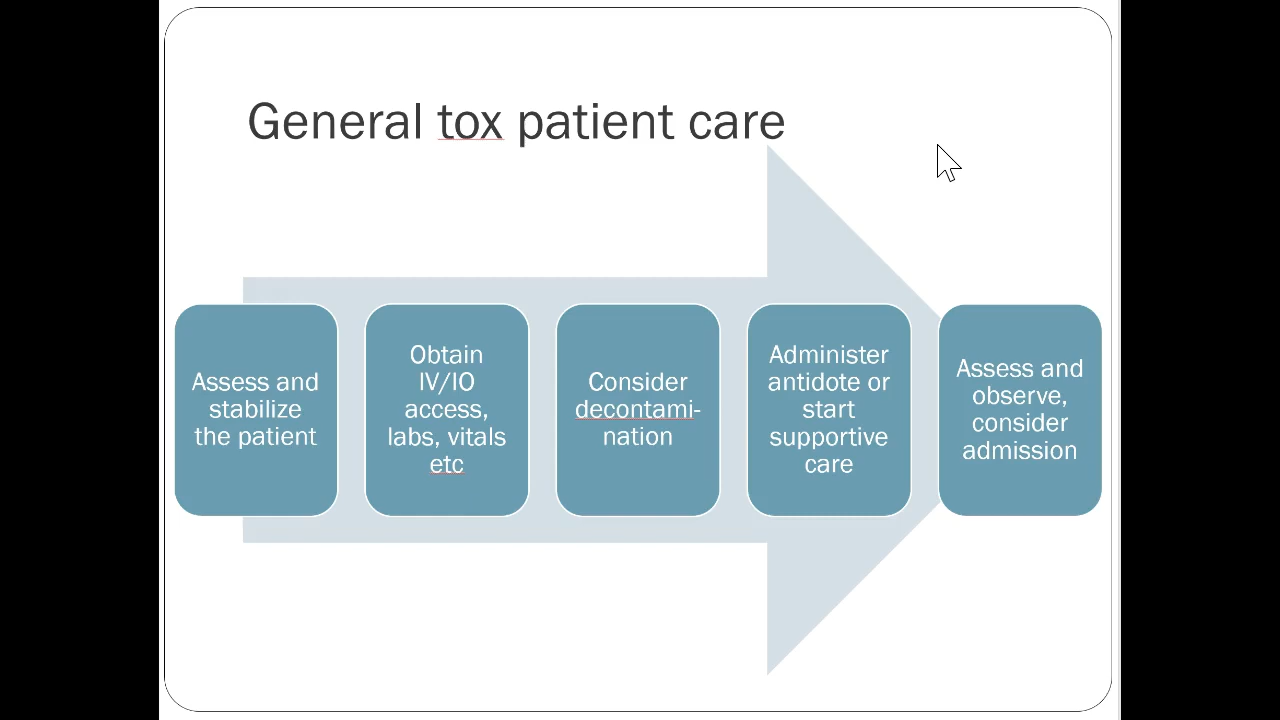 General tox patient care
Assess and
stabilize
the patient
Obtain
IV/IO
access,
labs, vitals
etc
Consider
decontami-
nation
Administer
antidote or
start
supportive
care
Assess and
observe,
consider
admission